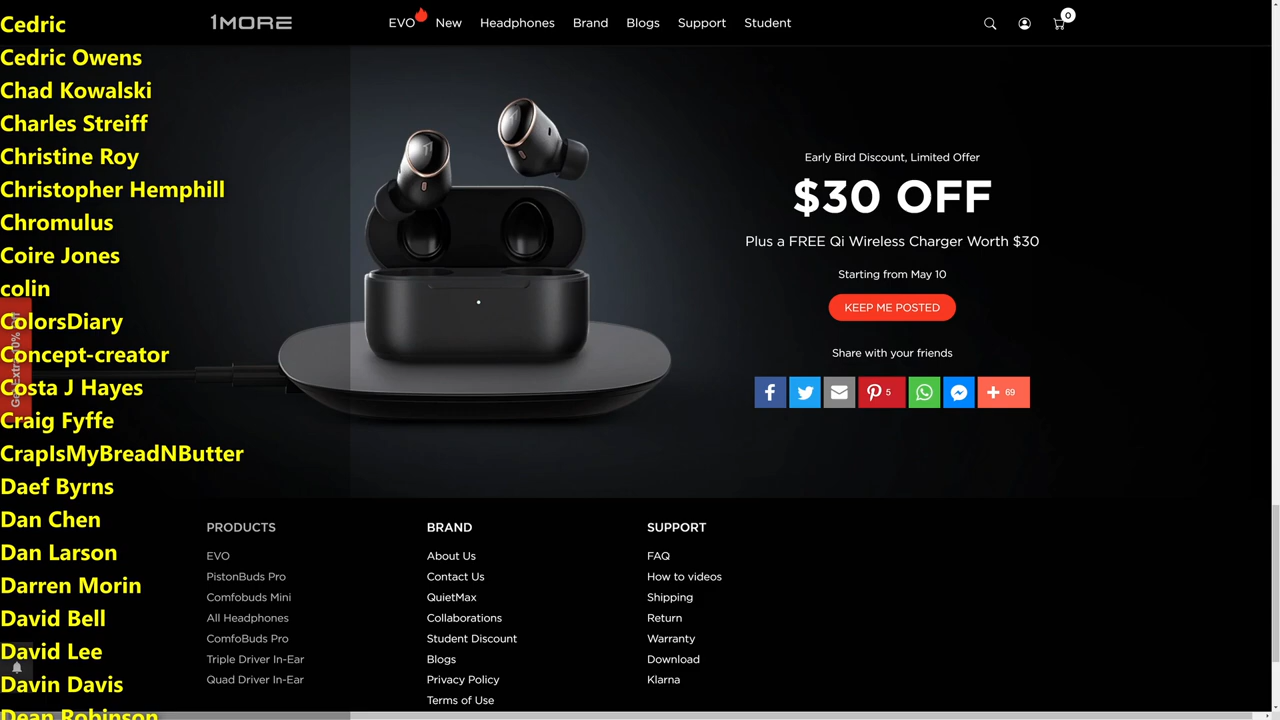 Cedric
Cedric Owens
Chad Kowalski
Charles Streiff
Christine Roy
Christopher Hemphill
Chromulus
Coire Jones
colin
ColorsDiary
Concept-creator
Costa J Hayes
Craig Fyffe
CrapIsMyBreadNButter
Daef Byrns
Dan Chen
Dan Larson
Darren Morin
David Bell
David Lee
Davin Davis
Dean Robinson
1MORE
EVO New Headphones Brand Blogs Support Student
0
Early Bird Discount, Limited Offer
$30 OFF
Plus a FREE Qi Wireless Charger Worth $30
Starting from May 10
KEEP ME POSTED
Share with your friends
5
69
PRODUCTS
EVO
PistonBuds Pro
Comfobuds Mini
All Headphones
ComfoBuds Pro
Triple Driver In-Ear
Quad Driver In-Ear
BRAND
About Us
Contact Us
QuietMax
Collaborations
Student Discount
Blogs
Privacy Policy
Terms of Use
SUPPORT
FAQ
How to videos
Shipping
Return
Warranty
Download
Klarna